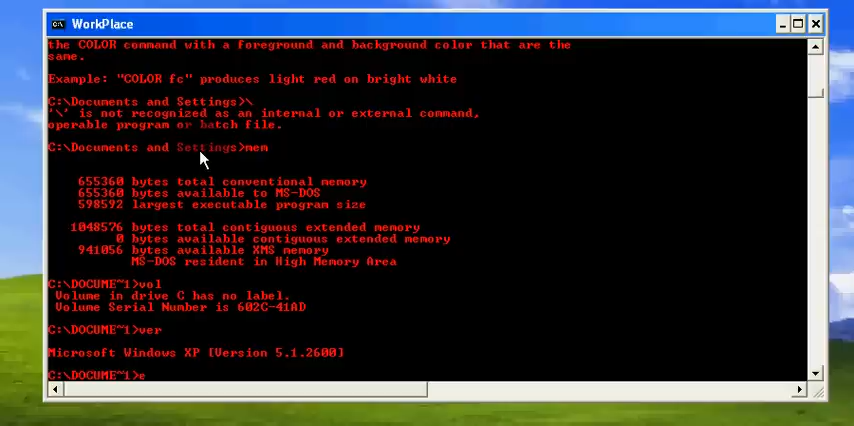 WorkPlace
the COLOR command with a foreground and background color that are the
same.
Example: "COLOR fc" produces light red on bright white
C:\Documents and Settings>\
'\' is not recognized as an internal or external command,
operable program or batch file.
C:\Documents and Settings>mem
655360 bytes total conventional memory
655360 bytes available to MS-DOS
598592 largest executable program size
1048576 bytes total contiguous extended memory
0 bytes available contiguous extended memory
941056 bytes available XMS memory
MS-DOS resident in High Memory Area
C:\DOCUME~1>vol
Volume in drive C has no label.
Volume Serial Number is 602C-41AD
C:\DOCUME~1>ver
Microsoft Windows XP [Version 5.1.2600]
C:\DOCUME~1>e